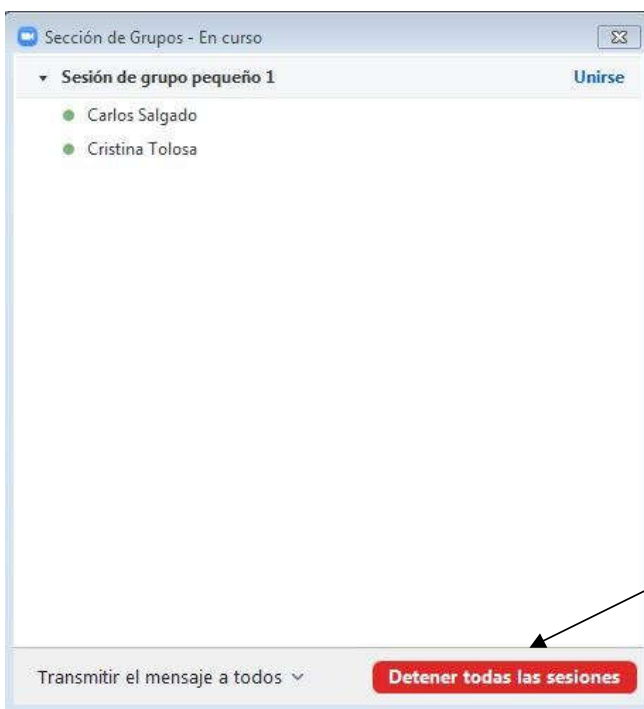 Sección de Grupos - En curso
Sesión de grupo pequeño 1 Unirse
Carlos Salgado
Cristina Tolosa
Transmitir el mensaje a todos Detener todas las sesiones